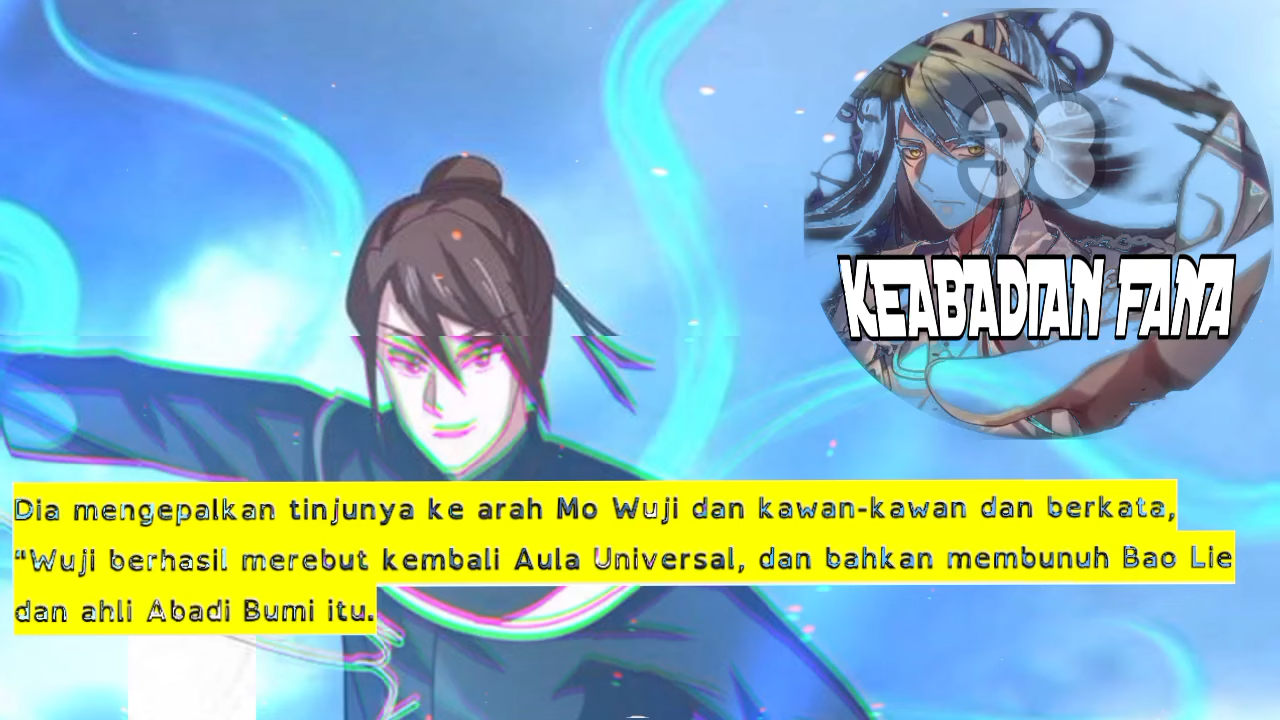 KEABADIAN FANA
Dia mengepalkan tinjunya ke arah Mo Wuji dan kawan-kawan dan berkata,
“Wuji berhasil merebut kembali Aula Universal, dan bahkan membunuh Bao Lie
dan ahli Abadi Bumi itu.